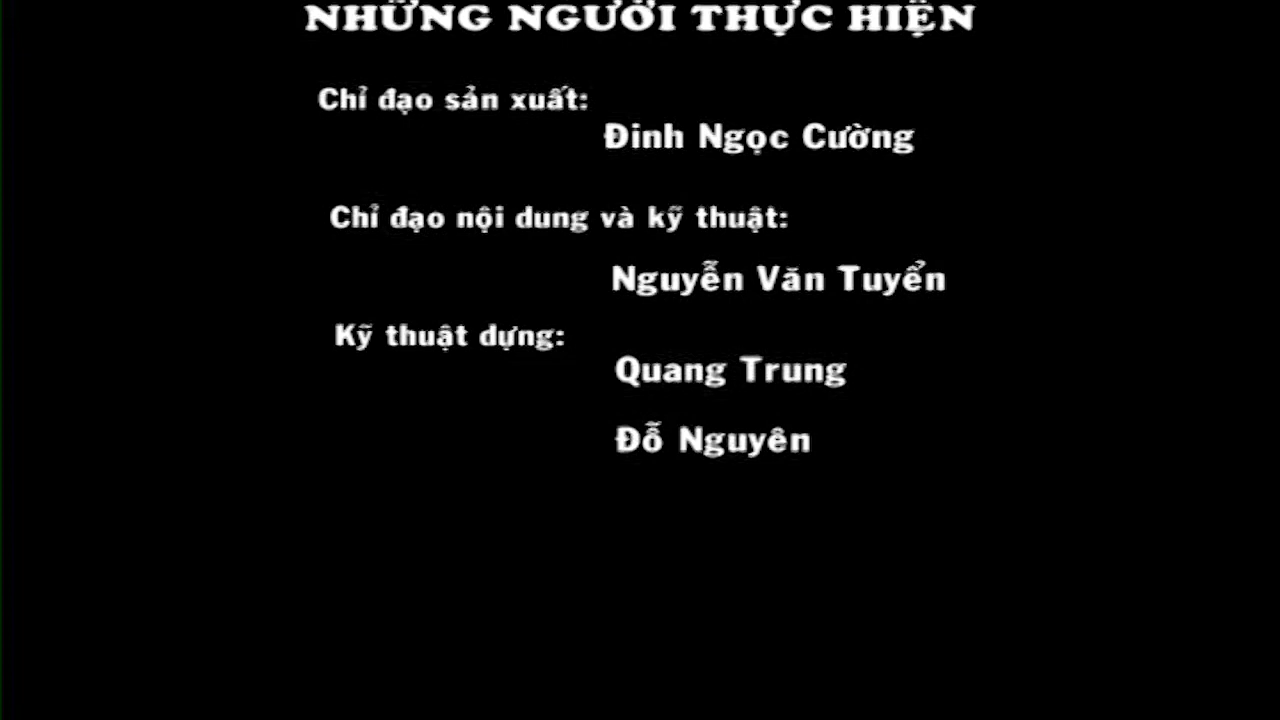 NHỮNG NGƯỜI THỰC HIỆN
Chỉ đạo sản xuất:
Đinh Ngọc Cường
Chỉ đạo nội dung và kỹ thuật:
Nguyễn Văn Tuyển
Kỹ thuật dựng:
Quang Trung
Đỗ Nguyên